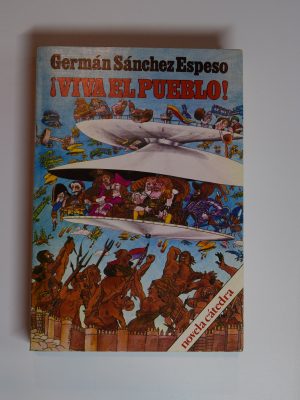 Germán Sánchez Espeso
¡VIVA EL PUEBLO!
novela cátedra